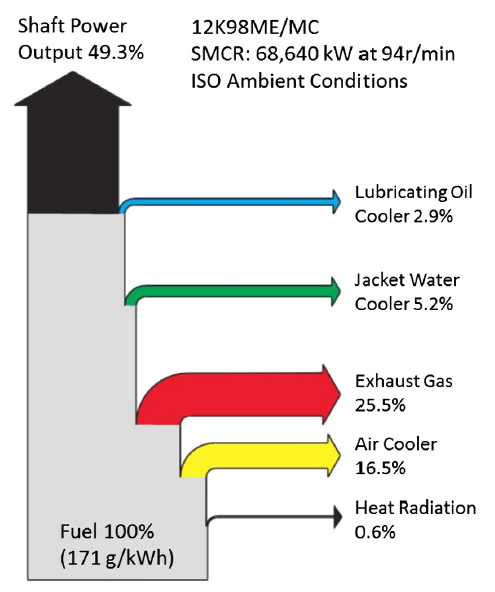 Shaft Power
Output 49.3%
12K98ME/MC
SMCR: 68,640 kW at 94r/min
ISO Ambient Conditions
Lubricating Oil
Cooler 2.9%
Jacket Water
Cooler 5.2%
Exhaust Gas
25.5%
Air Cooler
16.5%
Heat Radiation
0.6%
Fuel 100%
(171 g/kWh)